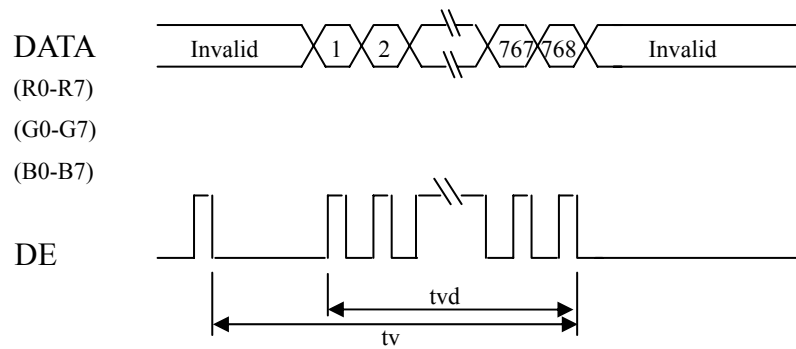 DATA Invalid 1 2 767 768 Invalid
(R0-R7)
(G0-G7)
(B0-B7)
DE
tvd
tv